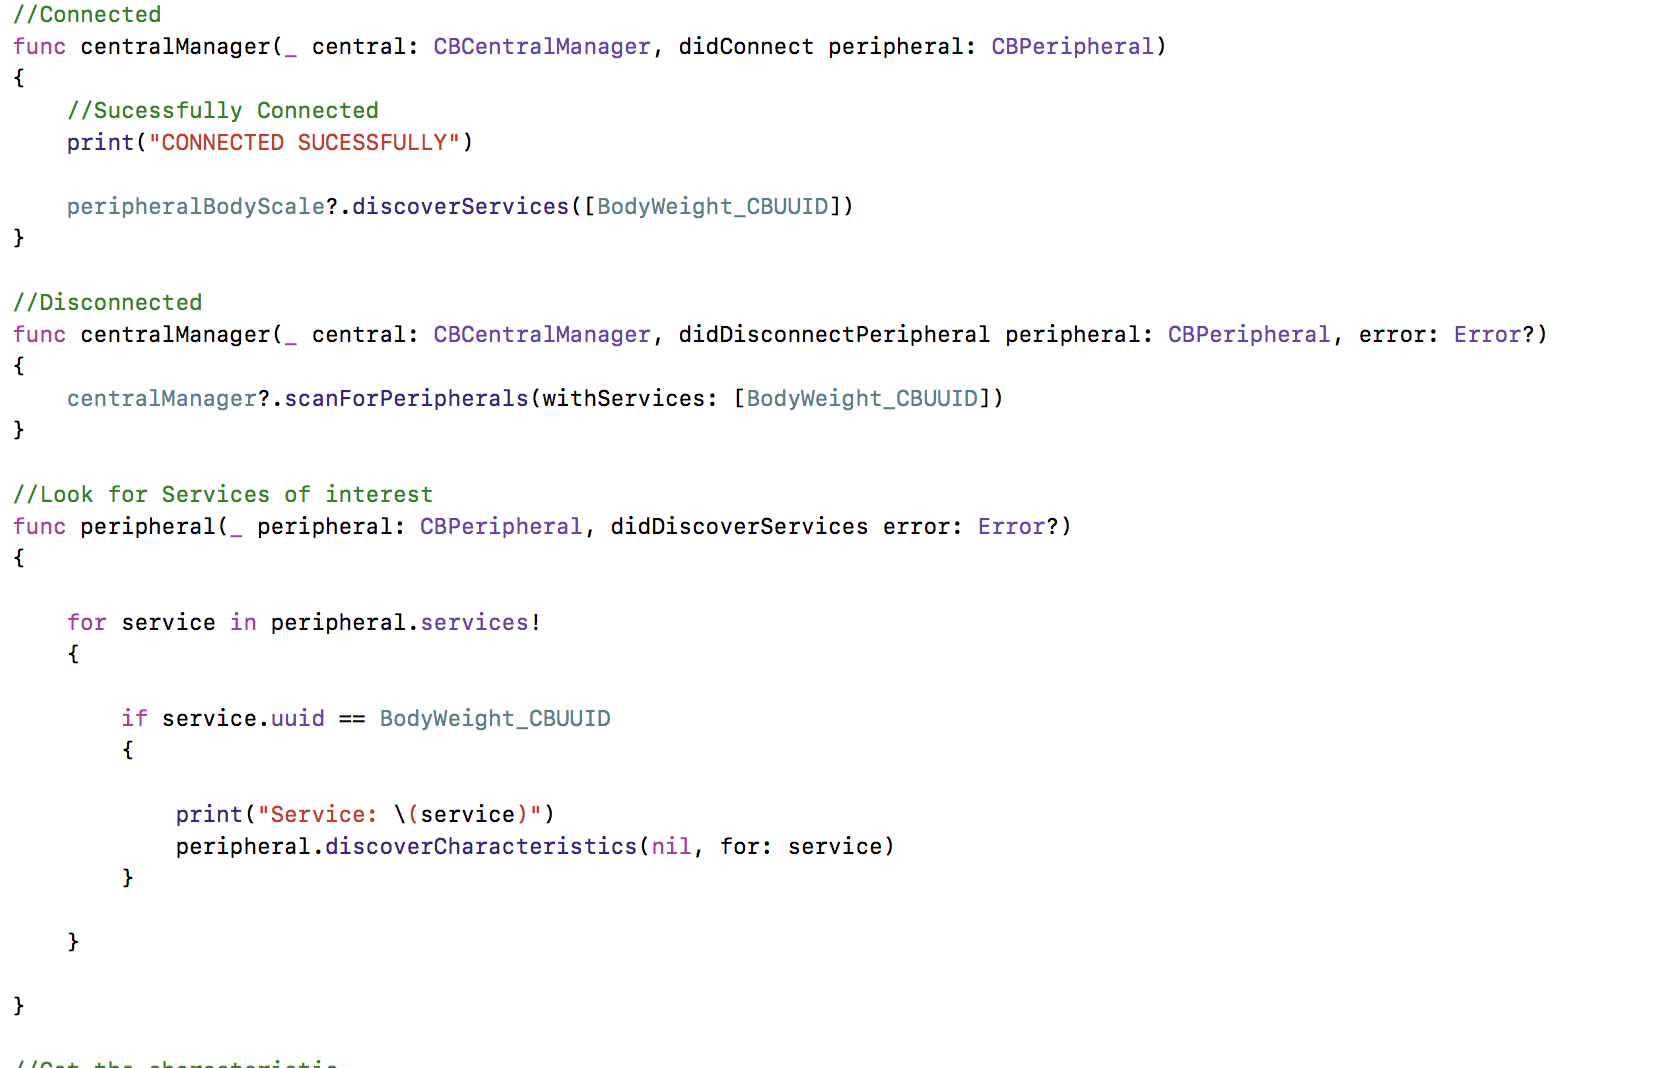 //Connected
func centralManager(_ central: CBCentralManager, didConnect peripheral: CBPeripheral)
{
    //Sucessfully Connected
    print("CONNECTED SUCESSFULLY")
    peripheralBodyScale?.discoverServices([BodyWeight_CBUUID])
}
//Disconnected
func centralManager(_ central: CBCentralManager, didDisconnectPeripheral peripheral: CBPeripheral, error: Error?)
{
    centralManager?.scanForPeripherals(withServices: [BodyWeight_CBUUID])
}
//Look for Services of interest
func peripheral(_ peripheral: CBPeripheral, didDiscoverServices error: Error?)
{
    for service in peripheral.services!
    {
        if service.uuid == BodyWeight_CBUUID
        {
            print("Service: \(service)")
            peripheral.discoverCharacteristics(nil, for: service)
        }
    }
}
//Get the characteristic